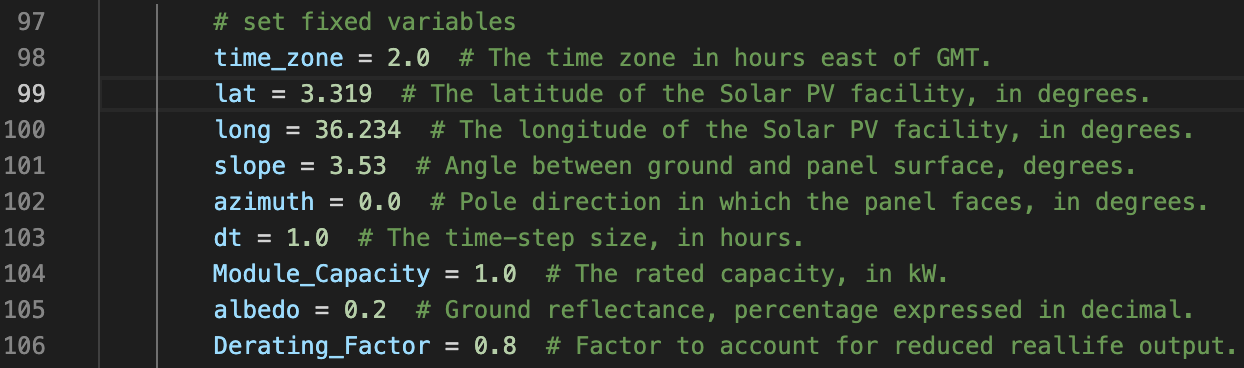 97 # set fixed variables
98 time_zone = 2.0  # The time zone in hours east of GMT.
99 lat = 3.319  # The latitude of the Solar PV facility, in degrees.
100 long = 36.234  # The longitude of the Solar PV facility, in degrees.
101 slope = 3.53  # Angle between ground and panel surface, degrees.
102 azimuth = 0.0  # Pole direction in which the panel faces, in degrees.
103 dt = 1.0  # The time-step size, in hours.
104 Module_Capacity = 1.0  # The rated capacity, in kW.
105 albedo = 0.2  # Ground reflectance, percentage expressed in decimal.
106 Derating_Factor = 0.8  # Factor to account for reduced reallife output.